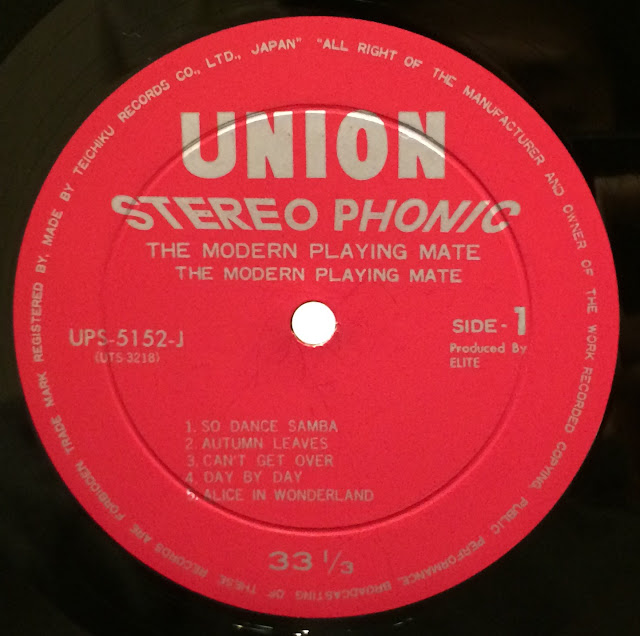 TRADE MARK REGISTERED BY, MADE BY TEICHIKU RECORDS CO., LTD., JAPAN" "ALL RIGHT OF THE MANUFACTURER AND OWNER OF THE WORK RECORDED COPYING, PUBLIC PERFORMANCE, BROADCASTING OF THESE RECORDS ARE FORBIDDEN
UNION
STEREO PHONIC
THE MODERN PLAYING MATE
THE MODERN PLAYING MATE
UPS-5152-J
(UTS-3218)
SIDE - 1
Produced By
ELITE
1. SO DANCE SAMBA
2. AUTUMN LEAVES
3. CAN'T GET OVER
4. DAY BY DAY
5. ALICE IN WONDERLAND
33 1/3